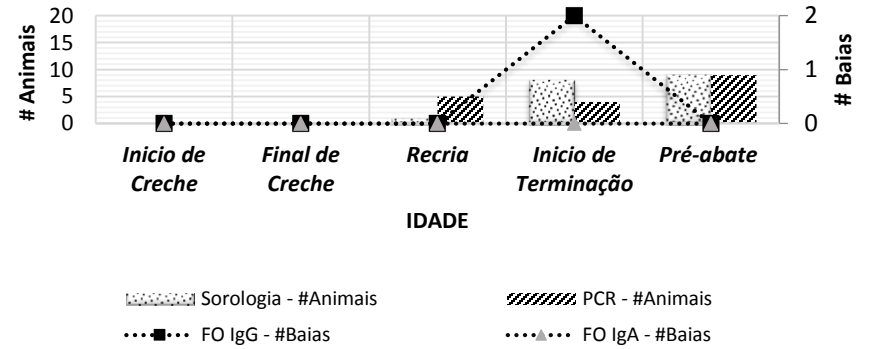 20
15
10
5
0
# Animais
2
1
0
# Baias
Inicio de
Creche
Final de
Creche
Recria
Inicio de
Terminação
Pré-abate
IDADE
Sorologia - #Animais
PCR - #Animais
FO IgG - #Baias
FO IgA - #Baias